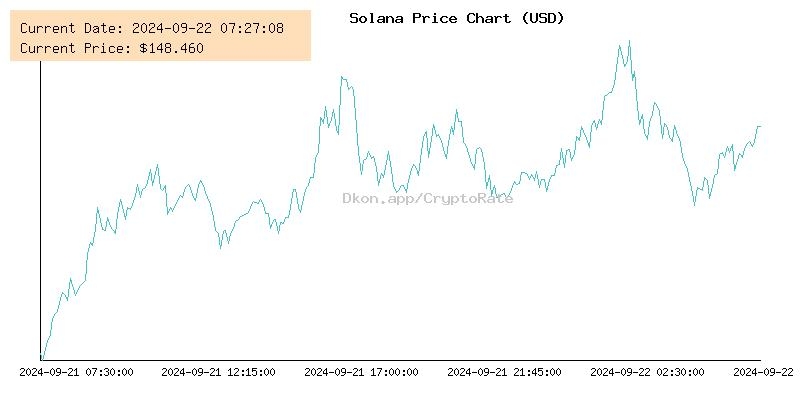 Solana Price Chart (USD)
Current Date: 2024-09-22 07:27:08
Current Price: $148.460
Dkon.app/CryptoRate
2024-09-21 07:30:00
2024-09-21 12:15:00
2024-09-21 17:00:00
2024-09-21 21:45:00
2024-09-22 02:30:00
2024-09-22